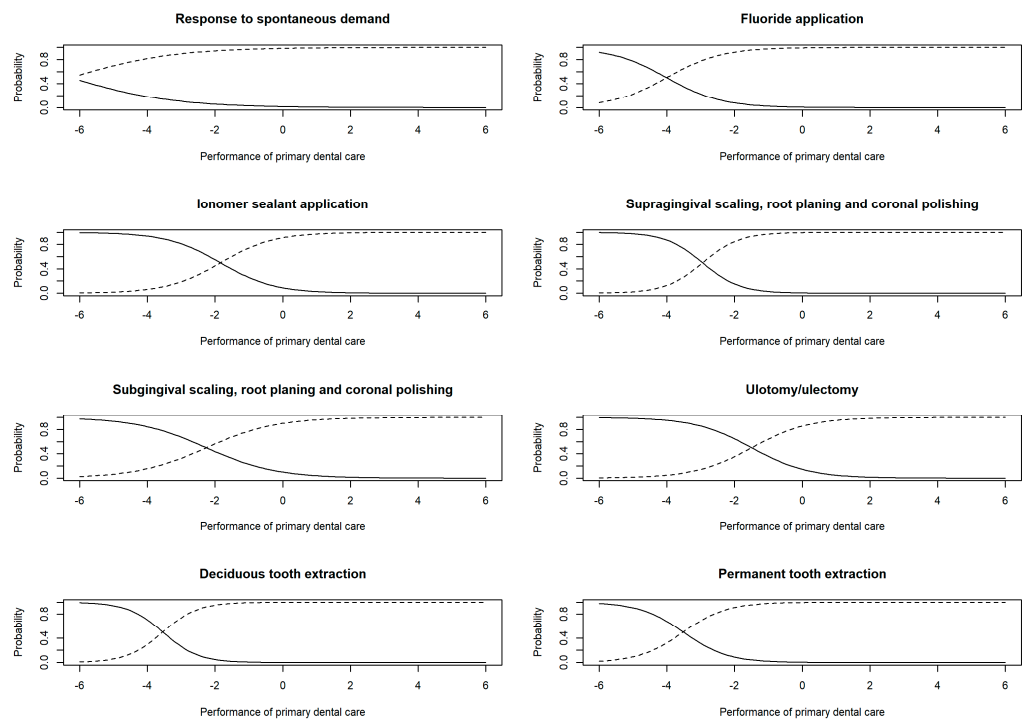 Response to spontaneous demand
Probability
0.0 0.4 0.8
-6 -4 -2 0 2 4 6
Performance of primary dental care
Fluoride application
Probability
0.0 0.4 0.8
-6 -4 -2 0 2 4 6
Performance of primary dental care
Ionomer sealant application
Probability
0.0 0.4 0.8
-6 -4 -2 0 2 4 6
Performance of primary dental care
Supragingival scaling, root planing and coronal polishing
Probability
0.0 0.4 0.8
-6 -4 -2 0 2 4 6
Performance of primary dental care
Subgingival scaling, root planing and coronal polishing
Probability
0.0 0.4 0.8
-6 -4 -2 0 2 4 6
Performance of primary dental care
Ulotomy/ulectomy
Probability
0.0 0.4 0.8
-6 -4 -2 0 2 4 6
Performance of primary dental care
Deciduous tooth extraction
Probability
0.0 0.4 0.8
-6 -4 -2 0 2 4 6
Performance of primary dental care
Permanent tooth extraction
Probability
0.0 0.4 0.8
-6 -4 -2 0 2 4 6
Performance of primary dental care